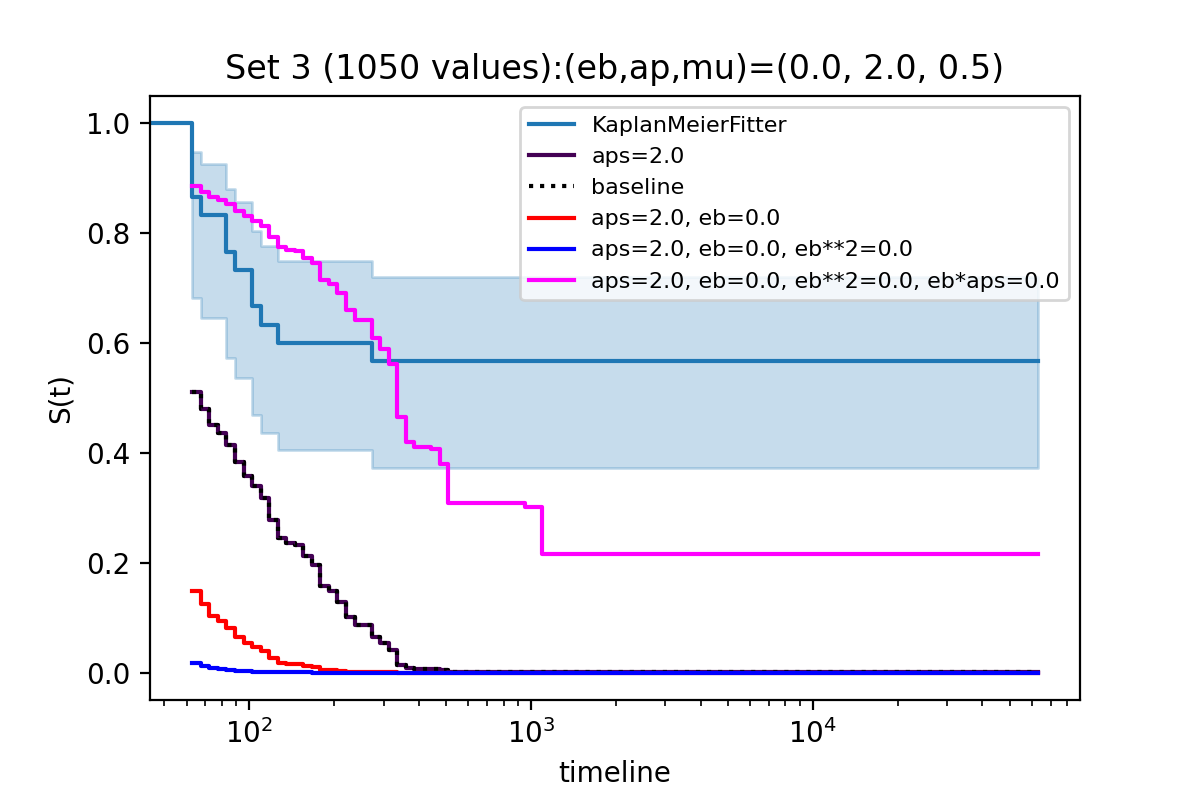 Set 3 (1050 values):(eb,ap,mu)=(0.0, 2.0, 0.5)
KaplanMeierFitter
aps=2.0
baseline
aps=2.0, eb=0.0
aps=2.0, eb=0.0, eb**2=0.0
aps=2.0, eb=0.0, eb**2=0.0, eb*aps=0.0
1.0
0.8
0.6
0.4
0.2
0.0
S(t)
10²
10³
10⁴
timeline